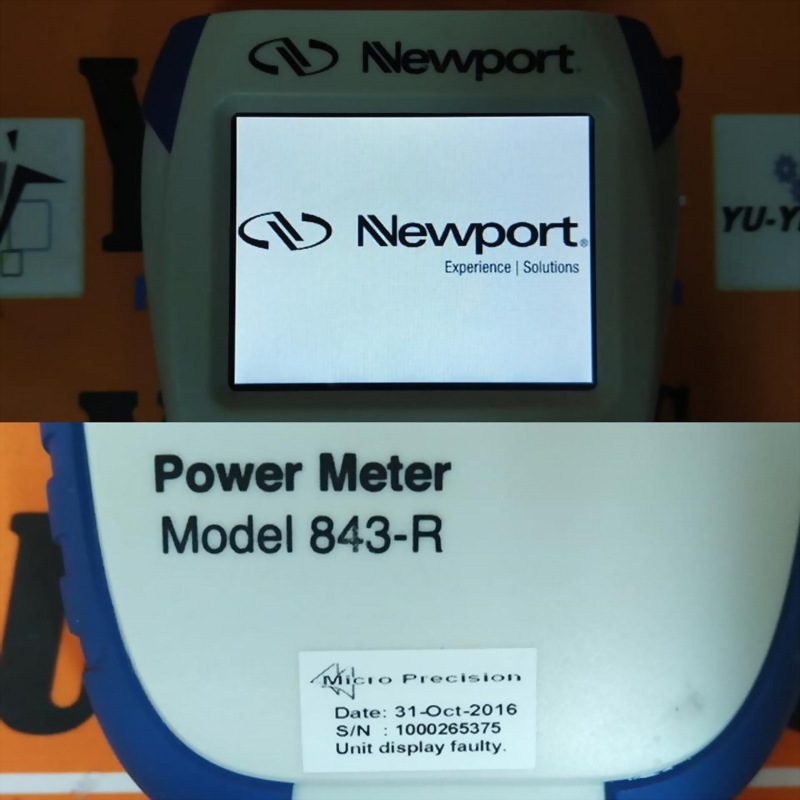 Newport®
Newport®
Experience | Solutions
YU-Y
Power Meter
Model 843-R
Micro Precision
Date: 31-Oct-2016
S/N : 1000265375
Unit display faulty.